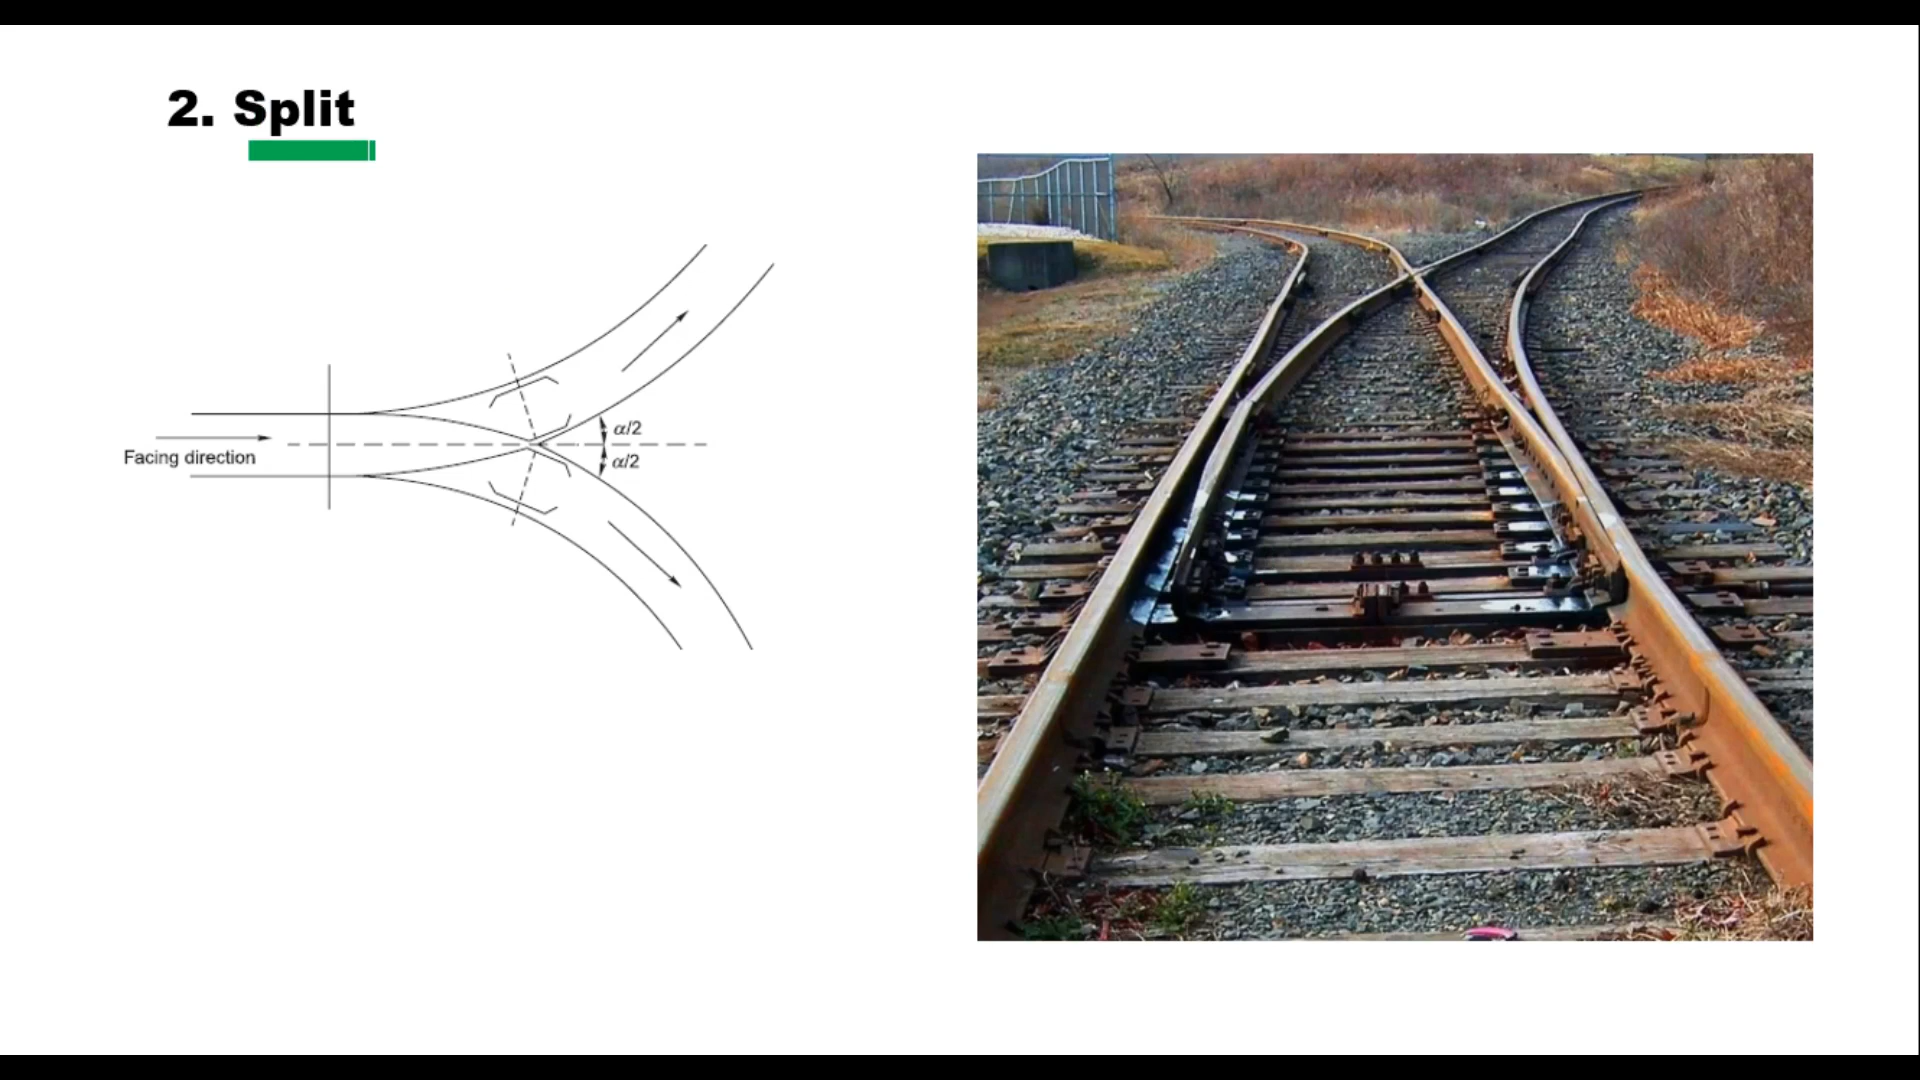 2. Split
α/2
Facing direction
α/2